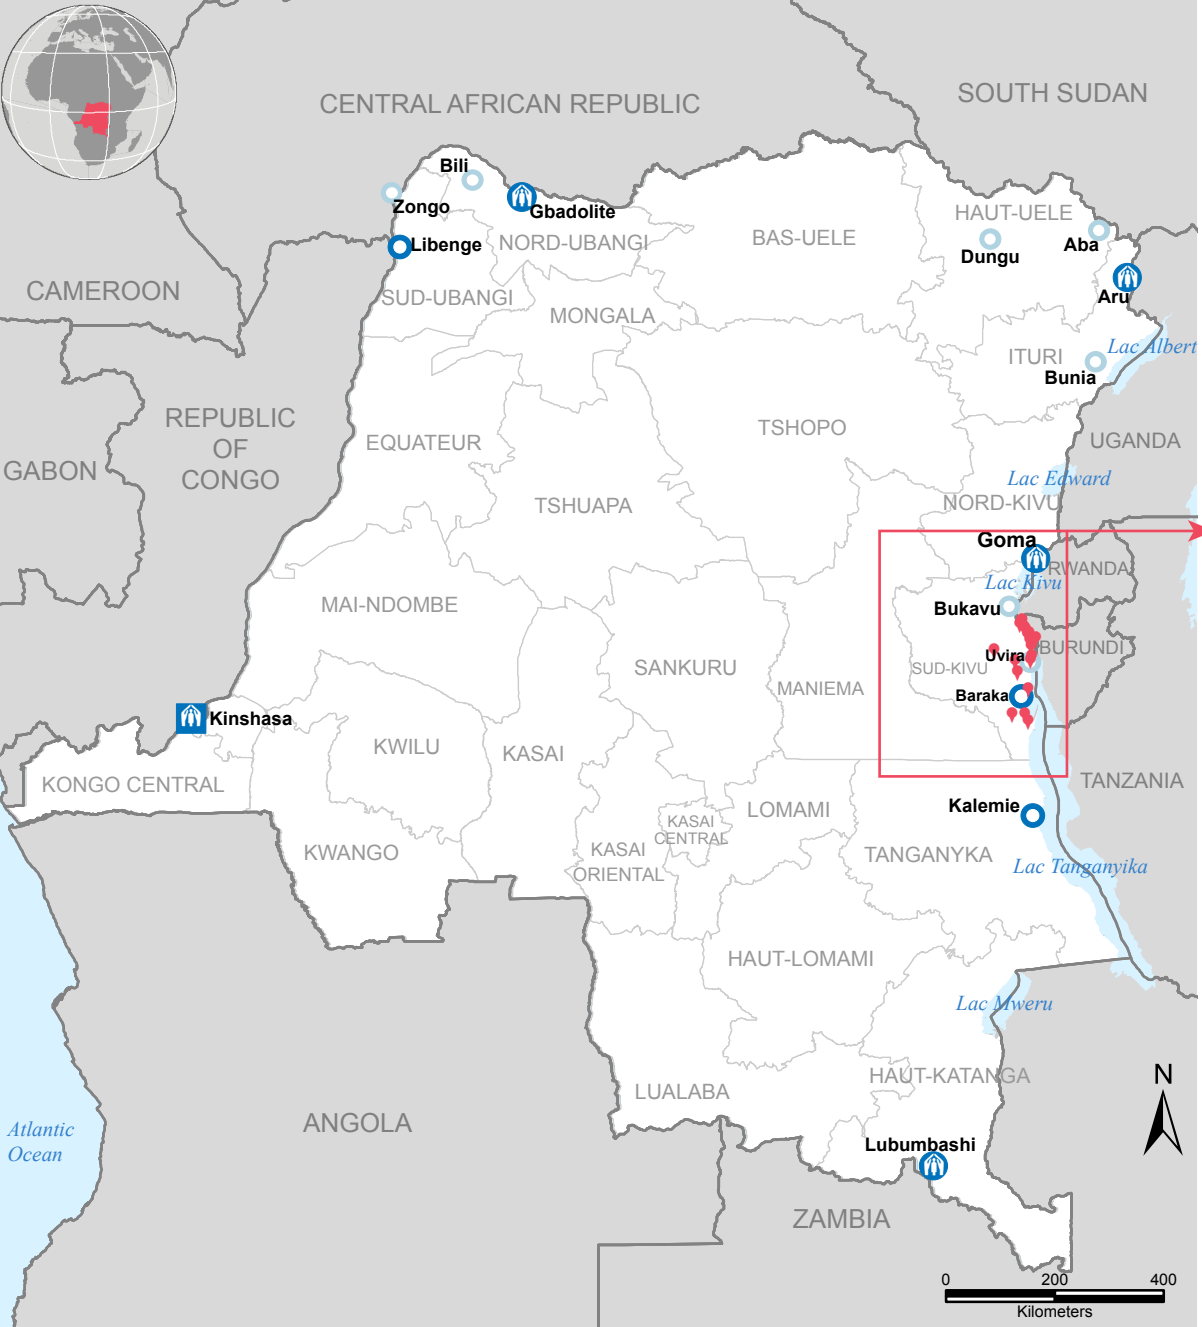 SOUTH SUDAN
CENTRAL AFRICAN REPUBLIC
Bili
Zongo
Gbadolite
HAUT-UELE
Libenge
NORD-UBANGI
BAS-UELE
Aba
Dungu
CAMEROON
SUD-UBANGI
Aru
MONGALA
Lac Albert
ITURI
Bunia
REPUBLIC
OF
CONGO
EQUATEUR
TSHOPO
UGANDA
GABON
Lac Edward
TSHUAPA
NORD-KIVU
Goma
RWANDA
Lac Kivu
MAI-NDOMBE
Bukavu
BURUNDI
Uvira
SANKURU
SUD-KIVU
MANIEMA
Baraka
Kinshasa
KWILU
KASAI
KONGO CENTRAL
TANZANIA
Kalemie
LOMAMI
KASAI
CENTRAL
KWANGO
KASAI
ORIENTAL
TANGANYKA
Lac Tanganyika
HAUT-LOMAMI
Lac Mweru
N
HAUT-KATANGA
LUALABA
ANGOLA
Atlantic
Ocean
Lubumbashi
ZAMBIA
0 200 400
Kilometers